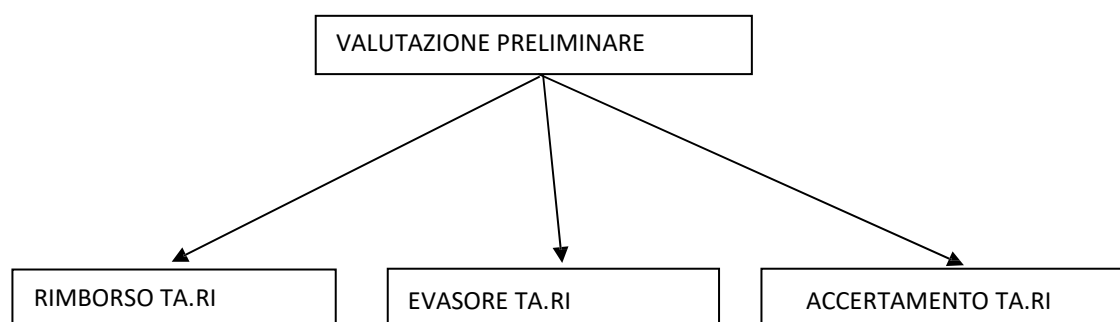 VALUTAZIONE PRELIMINARE
RIMBORSO TA.RI
EVASORE TA.RI
ACCERTAMENTO TA.RI